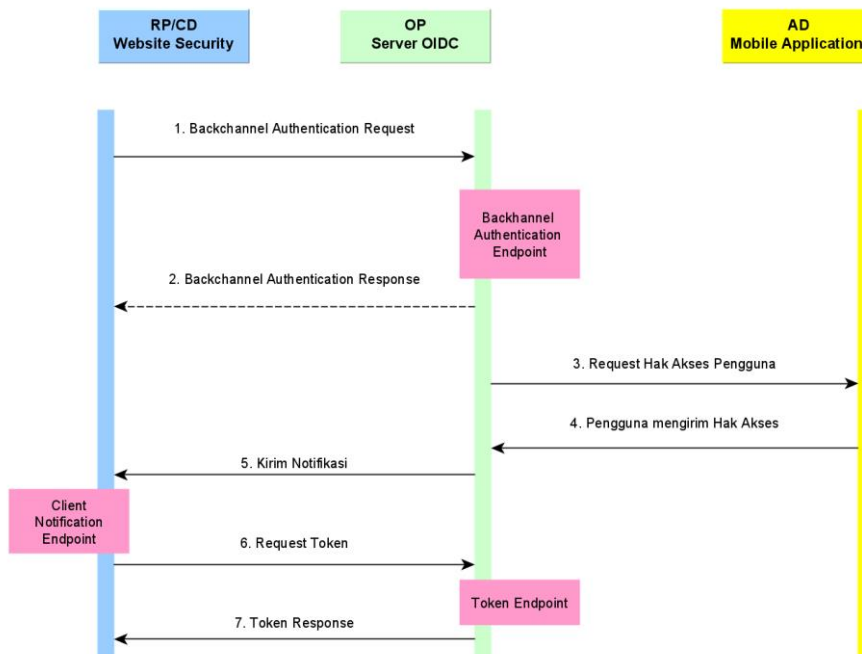 RP/CD
Website Security
OP
Server OIDC
AD
Mobile Application
1. Backchannel Authentication Request
Backhannel
Authentication
Endpoint
2. Backchannel Authentication Response
3. Request Hak Akses Pengguna
4. Pengguna mengirim Hak Akses
5. Kirim Notifikasi
Client
Notification
Endpoint
6. Request Token
Token Endpoint
7. Token Response